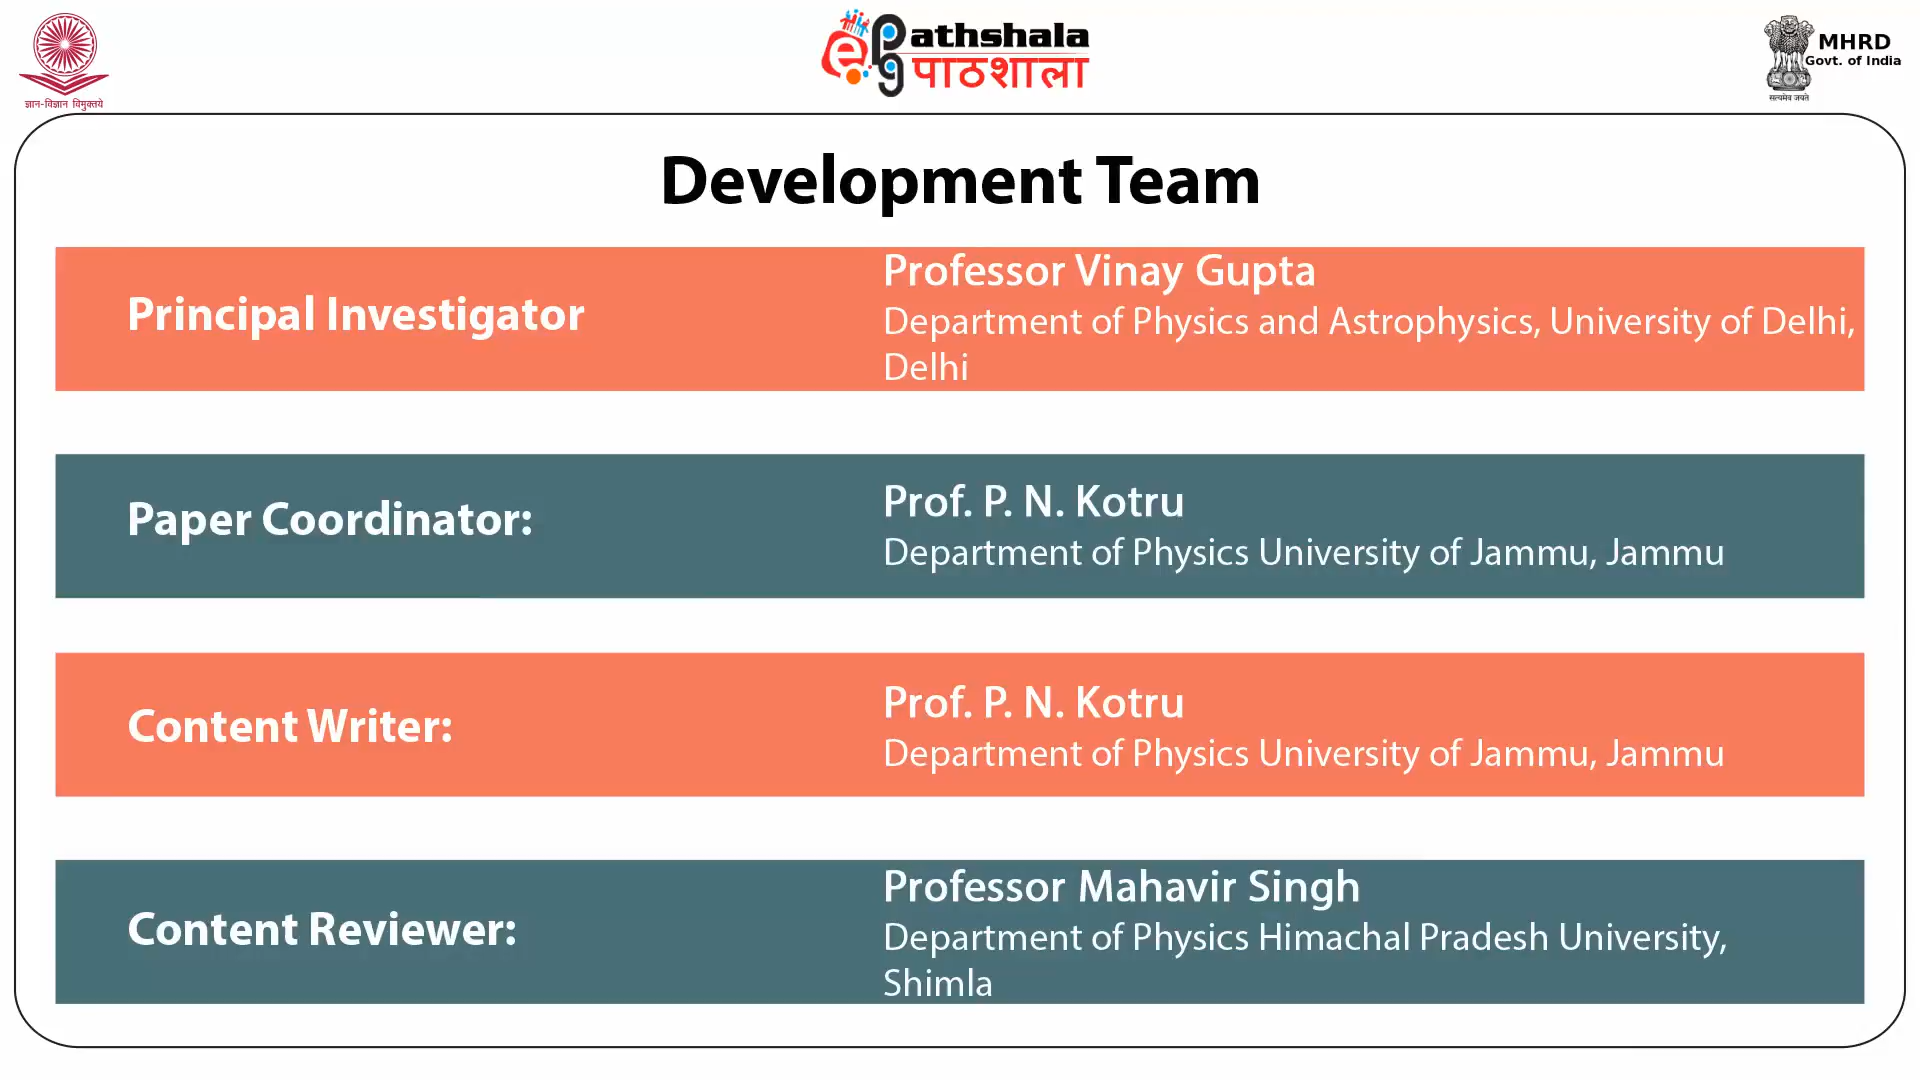 ज्ञान-विज्ञान विमुक्तये
ePathshala
पाठशाला
MHRD
Govt. of India
सत्यमेव जयते
Development Team
Principal Investigator
Professor Vinay Gupta
Department of Physics and Astrophysics, University of Delhi,
Delhi
Paper Coordinator:
Prof. P. N. Kotru
Department of Physics University of Jammu, Jammu
Content Writer:
Prof. P. N. Kotru
Department of Physics University of Jammu, Jammu
Content Reviewer:
Professor Mahavir Singh
Department of Physics Himachal Pradesh University,
Shimla